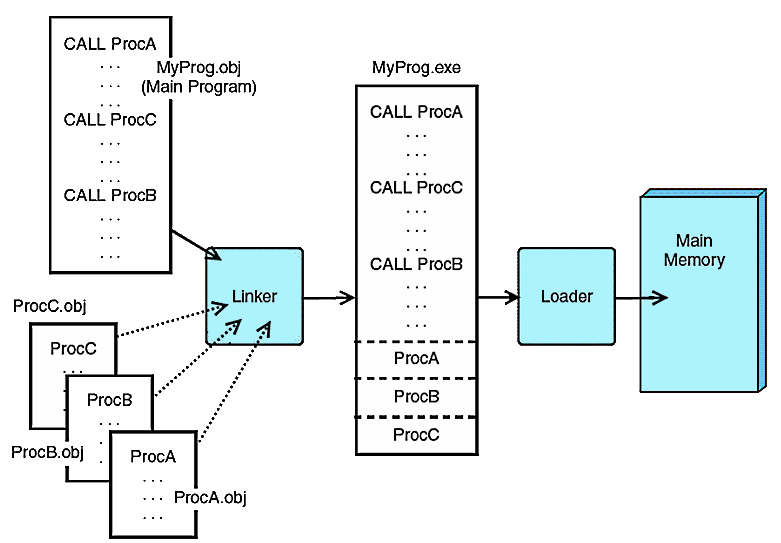 CALL ProcA
. . .
. . .
. . .
CALL ProcC
. . .
. . .
. . .
CALL ProcB
. . .
. . .
. . .
MyProg.obj
(Main Program)
ProcC.obj
ProcC
. . .
.
.
ProcB
. . .
.
.
ProcB.obj
ProcA
. . .
. . .
. . .
ProcA.obj
Linker
MyProg.exe
CALL ProcA
. . .
. . .
. . .
CALL ProcC
. . .
. . .
. . .
CALL ProcB
. . .
. . .
. . .
ProcA
ProcB
ProcC
Loader
Main
Memory